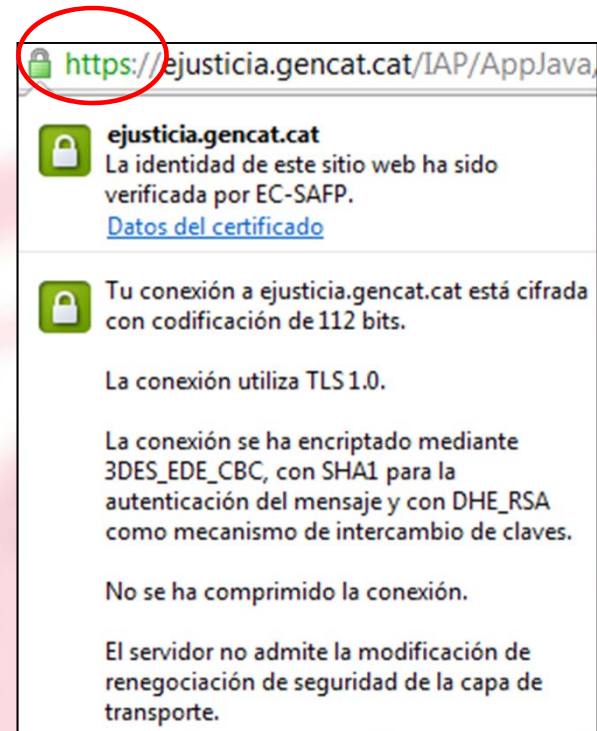 https://ejusticia.gencat.cat/IAP/AppJava/
ejusticia.gencat.cat
La identidad de este sitio web ha sido
verificada por EC-SAFP.
Datos del certificado
Tu conexión a ejusticia.gencat.cat está cifrada
con codificación de 112 bits.
La conexión utiliza TLS 1.0.
La conexión se ha encriptado mediante
3DES_EDE_CBC, con SHA1 para la
autenticación del mensaje y con DHE_RSA
como mecanismo de intercambio de claves.
No se ha comprimido la conexión.
El servidor no admite la modificación de
renegociación de seguridad de la capa de
transporte.